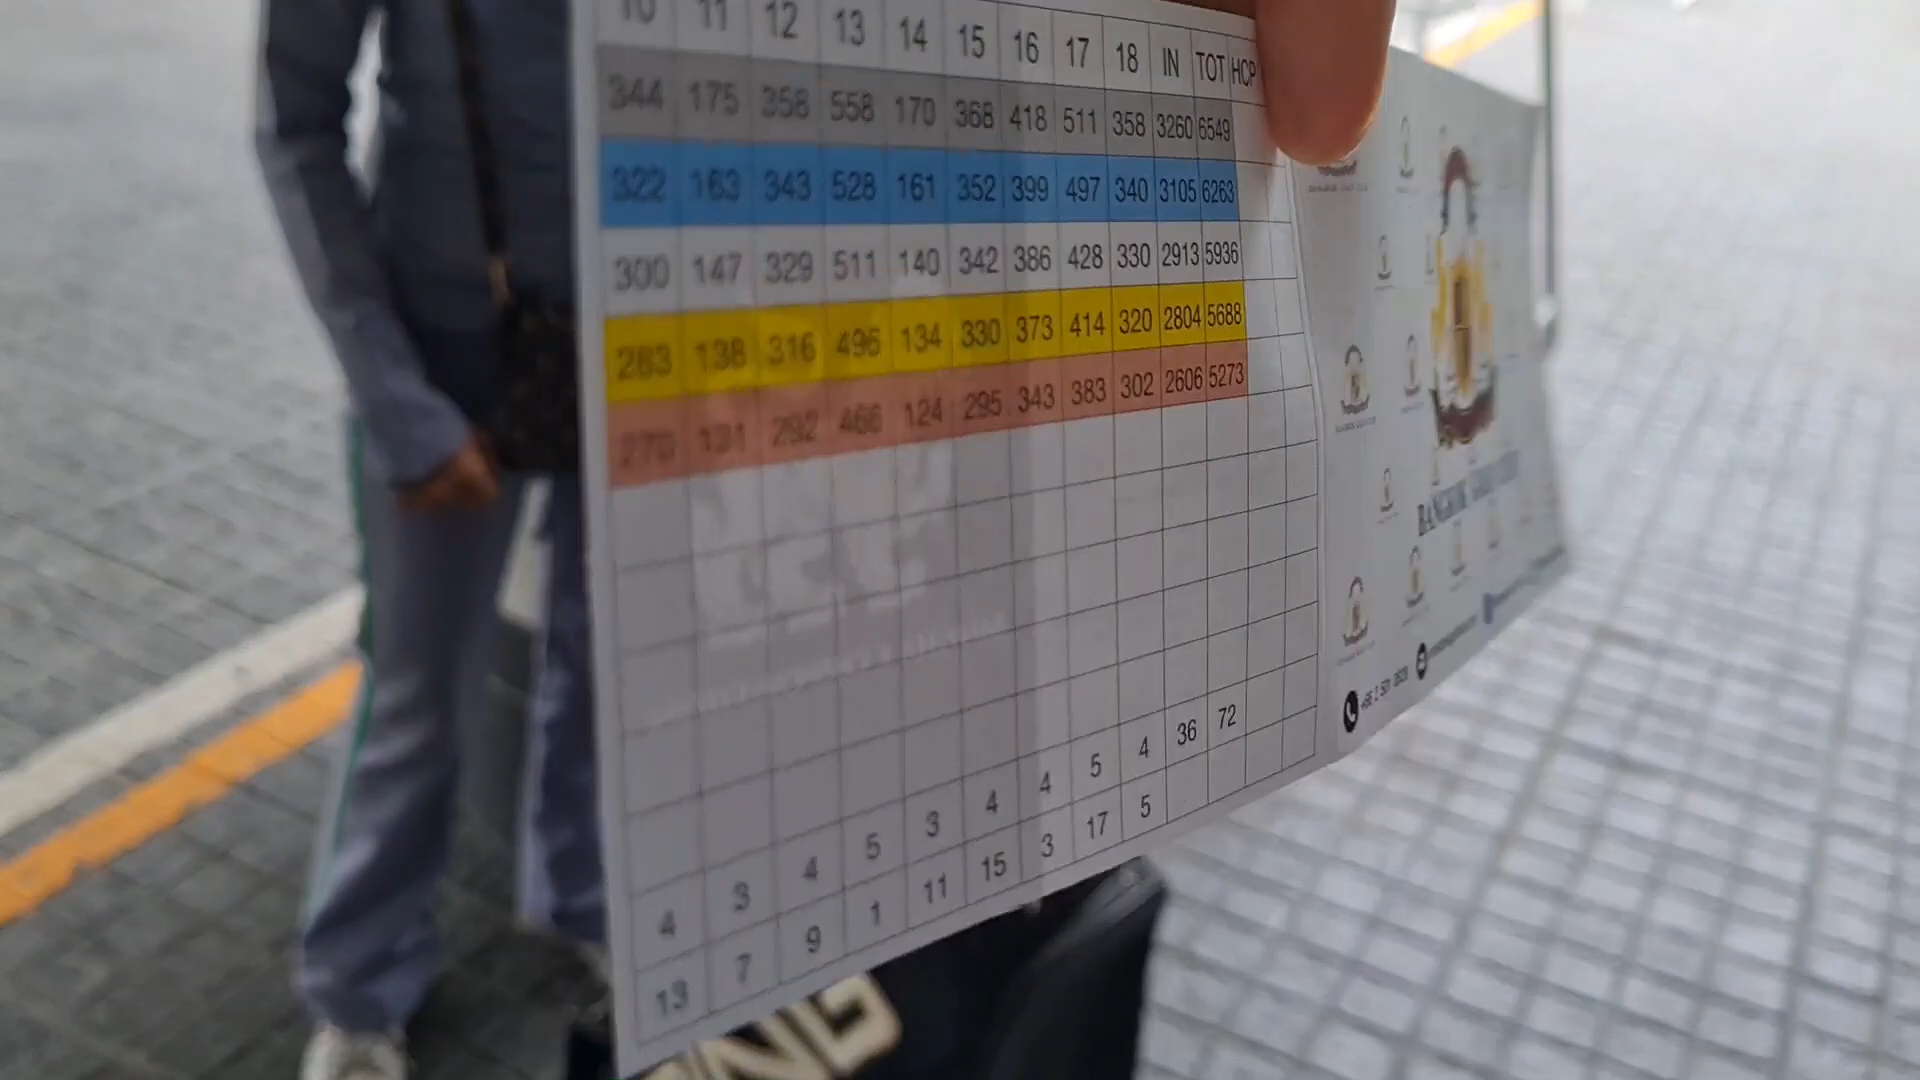 10 11 12 13 14 15 16 17 18 IN TOT HCP
344 175 358 558 170 368 418 511 358 3260 6549
322 163 343 528 161 352 399 497 340 3105 6263
300 147 329 511 140 342 386 428 330 2913 5936
283 138 316 496 134 330 373 414 320 2804 5688
131 292 466 124 295 343 383 302 2606 5273
4 3 4 5 3 4 4 5 4 36 72
13 7 9 1 11 15 3 17 5
BANGKOK GOLF CLUB
NG